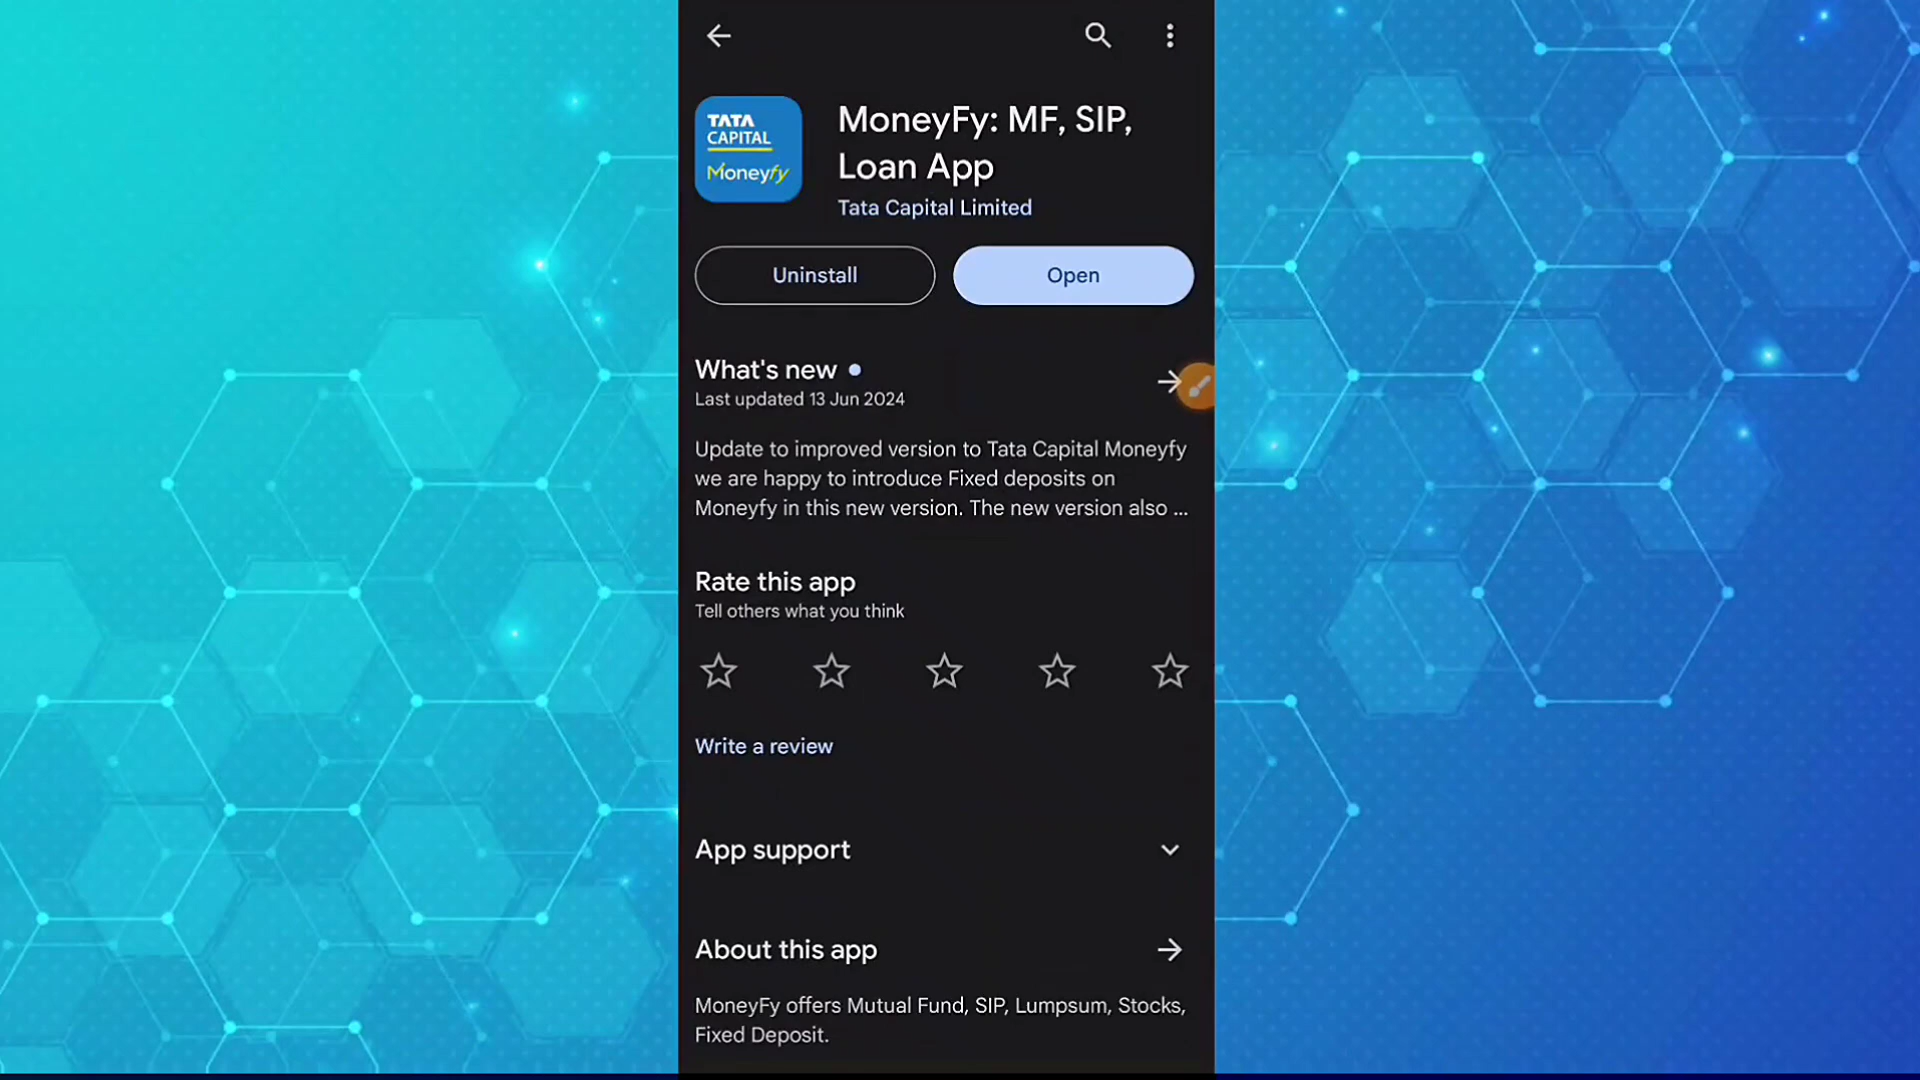 TATA
CAPITAL
Moneyfy
MoneyFy: MF, SIP,
Loan App
Tata Capital Limited
Uninstall
Open
What's new
Last updated 13 Jun 2024
Update to improved version to Tata Capital Moneyfy
we are happy to introduce Fixed deposits on
Moneyfy in this new version. The new version also ...
Rate this app
Tell others what you think
Write a review
App support
About this app
MoneyFy offers Mutual Fund, SIP, Lumpsum, Stocks,
Fixed Deposit.